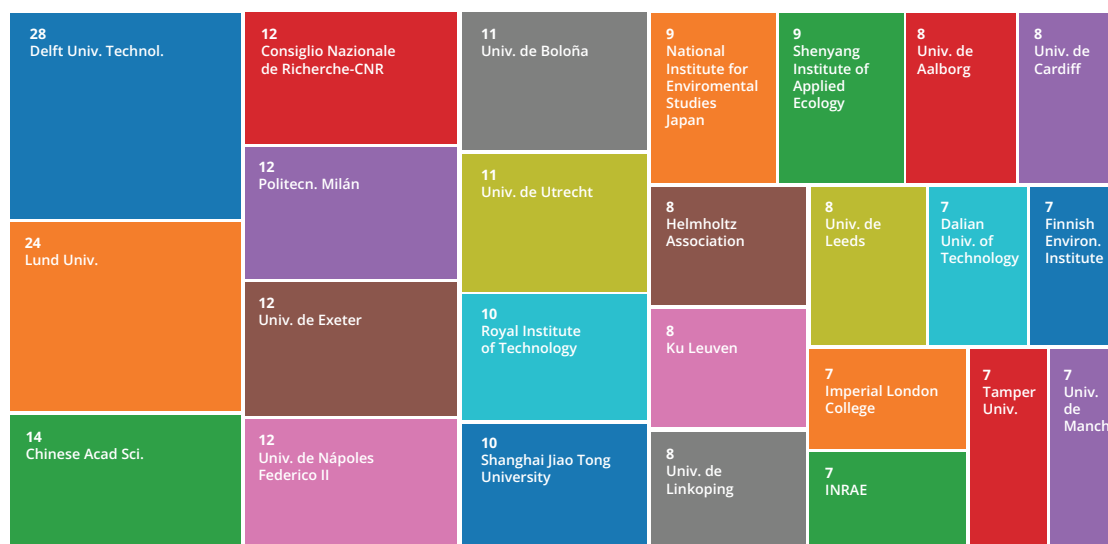 28
Delft Univ. Technol.
24
Lund Univ.
14
Chinese Acad Sci.
12
Consiglio Nazionale
de Richerche-CNR
12
Politecn. Milán
12
Univ. de Exeter
12
Univ. de Nápoles
Federico II
11
Univ. de Boloña
11
Univ. de Utrecht
10
Royal Institute
of Technology
10
Shanghai Jiao Tong
University
9
National
Institute for
Enviromental
Studies
Japan
9
Shenyang
Institute of
Applied
Ecology
8
Univ. de
Aalborg
8
Univ. de
Cardiff
8
Helmholtz
Association
8
Ku Leuven
8
Univ. de
Linkoping
8
Univ. de
Leeds
7
Dalian
Univ. of
Technology
7
Finnish
Environ.
Institute
7
Imperial London
College
7
INRAE
7
Tamper
Univ.
7
Univ.
de
Manch